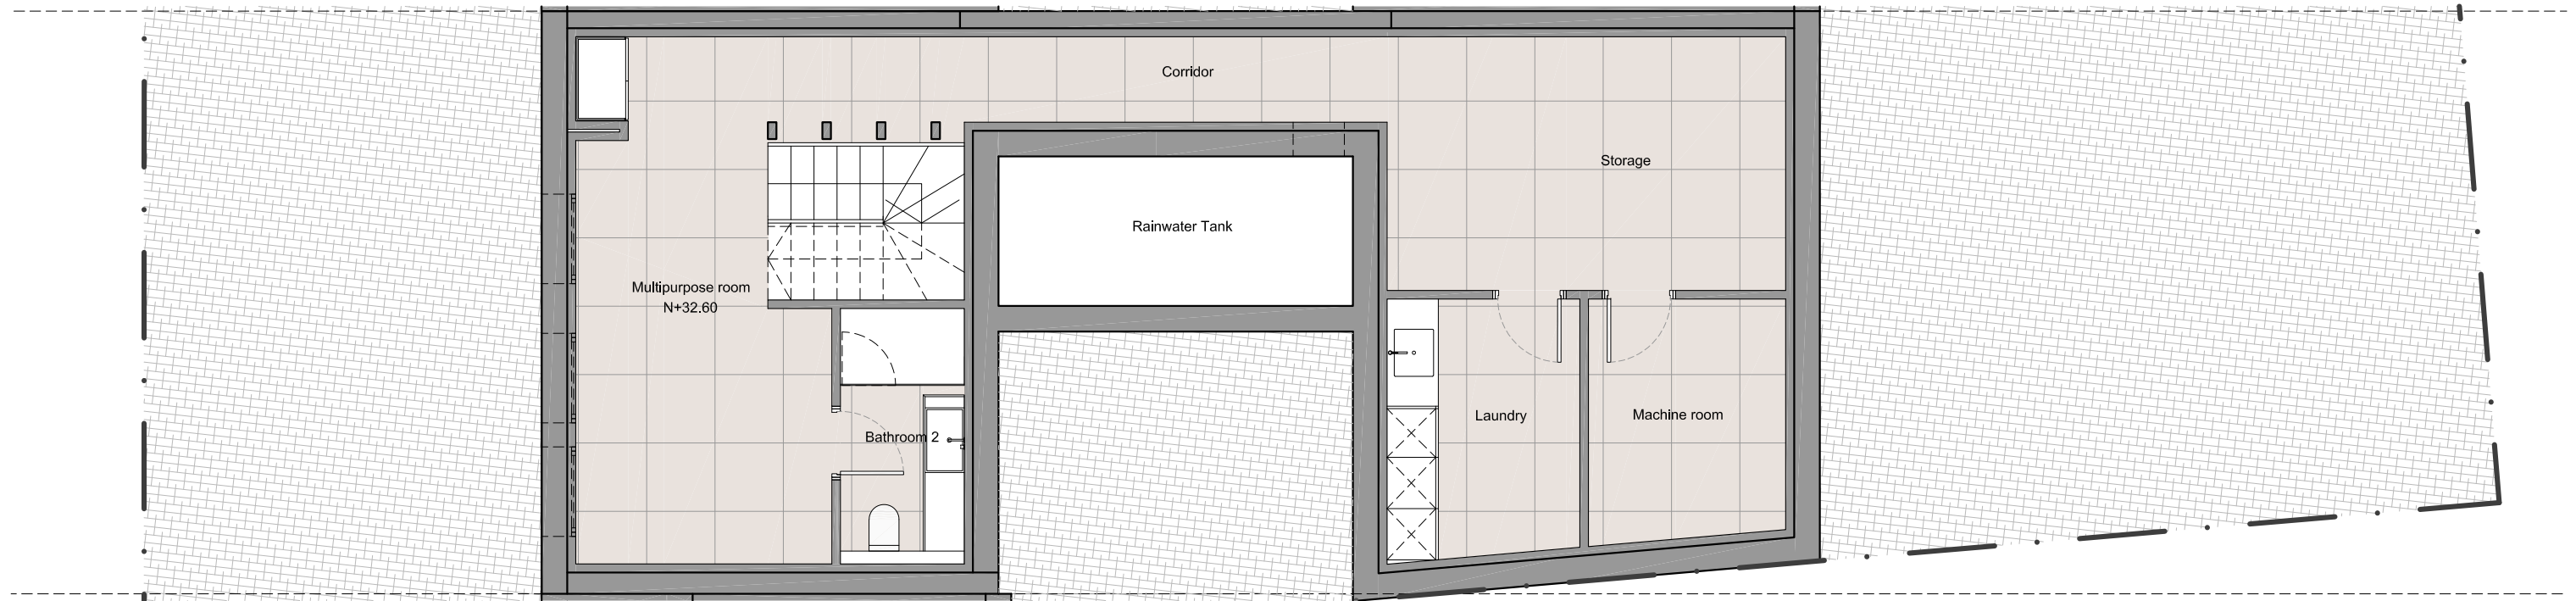 Corridor
Storage
Rainwater Tank
Multipurpose room
N+32.60
Bathroom 2
Laundry
Machine room